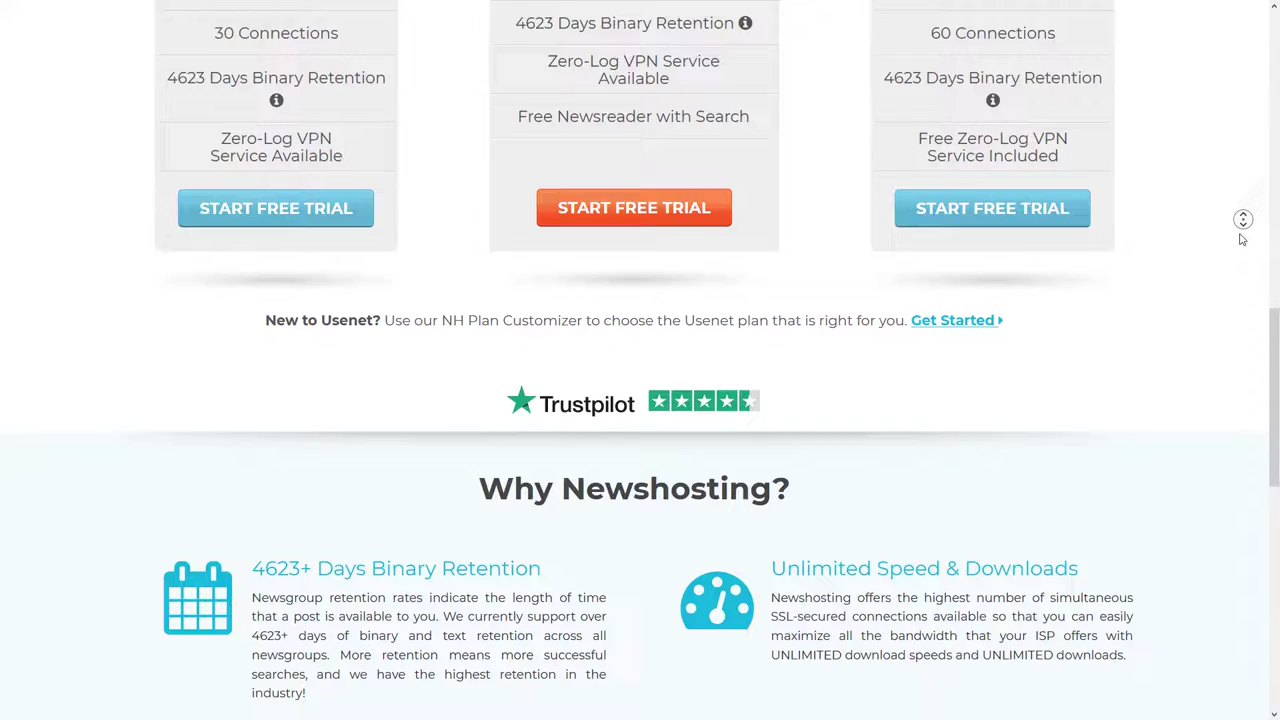 30 Connections
4623 Days Binary Retention
Zero-Log VPN
Service Available
START FREE TRIAL
4623 Days Binary Retention
Zero-Log VPN Service
Available
Free Newsreader with Search
START FREE TRIAL
60 Connections
4623 Days Binary Retention
Free Zero-Log VPN
Service Included
START FREE TRIAL
New to Usenet? Use our NH Plan Customizer to choose the Usenet plan that is right for you. Get Started
Trustpilot
Why Newshosting?
4623+ Days Binary Retention
Newsgroup retention rates indicate the length of time
that a post is available to you. We currently support over
4623+ days of binary and text retention across all
newsgroups. More retention means more successful
searches, and we have the highest retention in the
industry!
Unlimited Speed & Downloads
Newshosting offers the highest number of simultaneous
SSL-secured connections available so that you can easily
maximize all the bandwidth that your ISP offers with
UNLIMITED download speeds and UNLIMITED downloads.